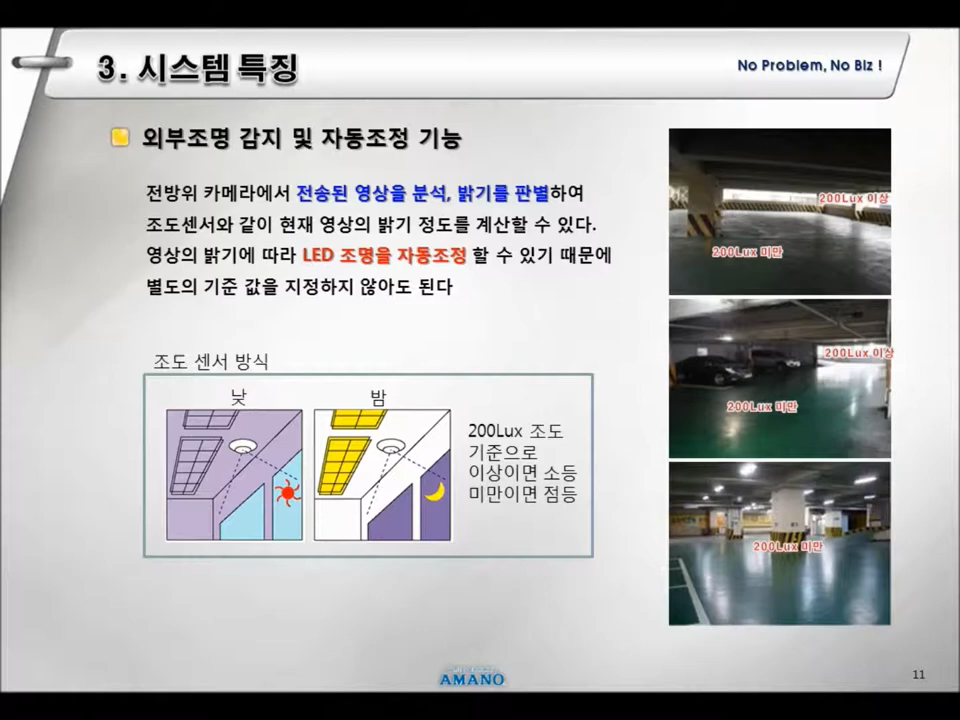 3. 시스템 특징
No Problem, No Biz !
외부조명 감지 및 자동조정 기능
전방위 카메라에서 전송된 영상을 분석, 밝기를 판별하여
조도센서와 같이 현재 영상의 밝기 정도를 계산할 수 있다.
영상의 밝기에 따라 LED 조명을 자동조정 할 수 있기 때문에
별도의 기준 값을 지정하지 않아도 된다
200Lux 이상
200Lux 미만
200Lux 이상
200Lux 미만
200Lux 미만
조도 센서 방식
낮
밤
200Lux 조도
기준으로
이상이면 소등
미만이면 점등
AMANO
11